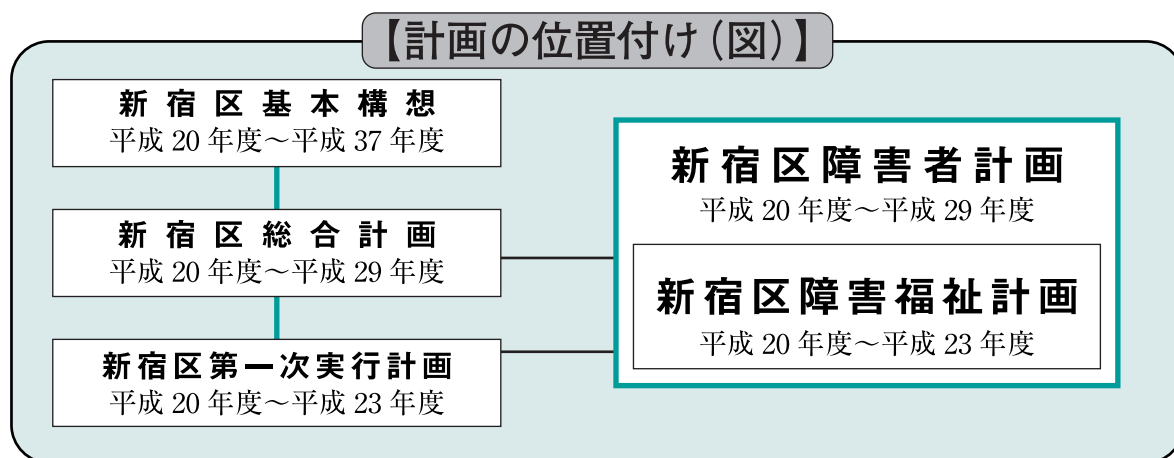 【計画の位置付け(図)】
新宿区基本構想
平成 20 年度～平成 37 年度
新宿区総合計画
平成 20 年度～平成 29 年度
新宿区第一次実行計画
平成 20 年度～平成 23 年度
新宿区障害者計画
平成 20 年度～平成 29 年度
新宿区障害福祉計画
平成 20 年度～平成 23 年度